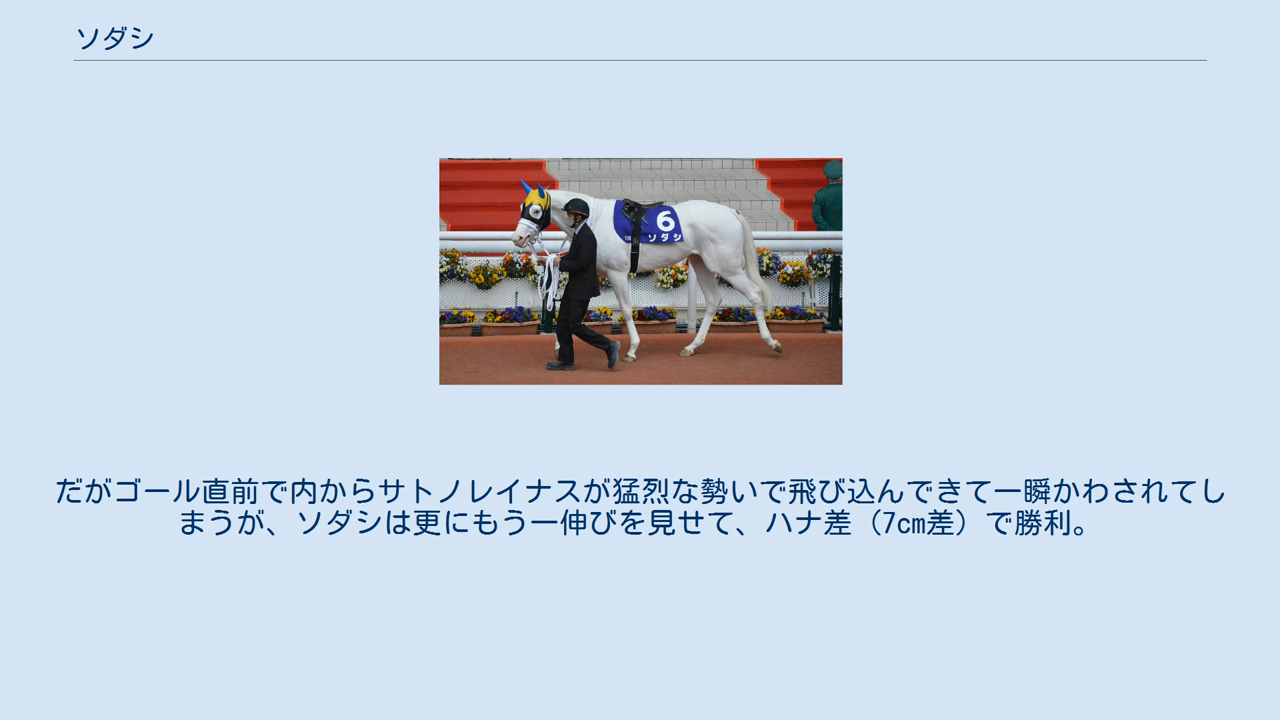 ソダシ
6
ソダシ
だがゴール直前で内からサトノレイナスが猛烈な勢いで飛び込んできて一瞬かわされてし
まうが、ソダシは更にもう一伸びを見せて、ハナ差（7cm差）で勝利。